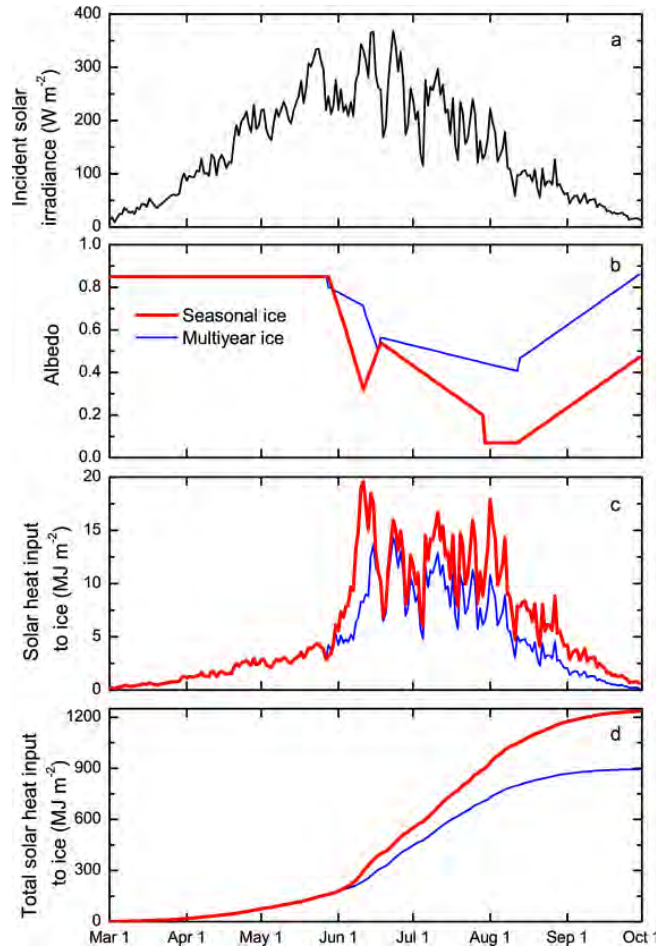 a
Incident solar
irradiance (W m⁻²)
400
300
200
100
0
b
Albedo
1.0
0.8
0.6
0.4
0.2
0.0
Seasonal ice
Multiyear ice
c
Solar heat input
to ice (MJ m⁻²)
20
15
10
5
0
d
Total solar heat input
to ice (MJ m⁻²)
1200
900
600
300
0
Mar 1 Apr 1 May 1 Jun 1 Jul 1 Aug 1 Sep 1 Oct 1